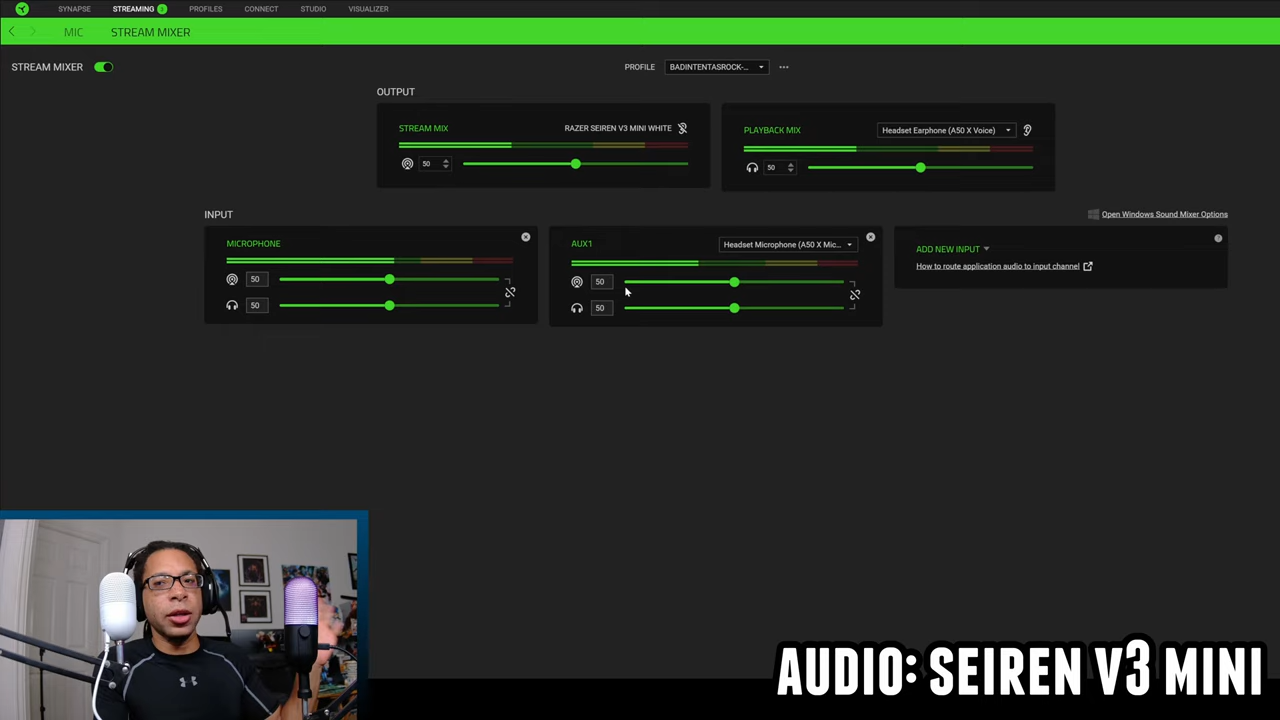 SYNAPSE
STREAMING
PROFILES
CONNECT
STUDIO
VISUALIZER
MIC
STREAM MIXER
STREAM MIXER
PROFILE
BADINTENTASROCK-...
OUTPUT
STREAM MIX
RAZER SEIREN V3 MINI WHITE
50
PLAYBACK MIX
Headset Earphone (A50 X Voice)
50
INPUT
Open Windows Sound Mixer Options
MICROPHONE
50
50
AUX1
Headset Microphone (A50 X Mic...
50
50
ADD NEW INPUT
How to route application audio to input channel
AUDIO: SEIREN V3 MINI